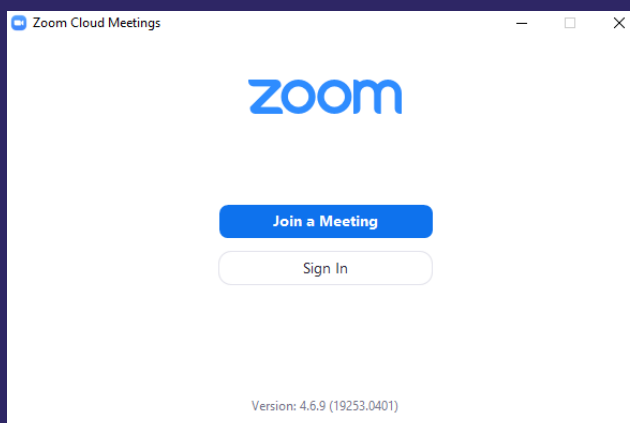 Zoom Cloud Meetings
zoom
Join a Meeting
Sign In
Version: 4.6.9 (19253.0401)